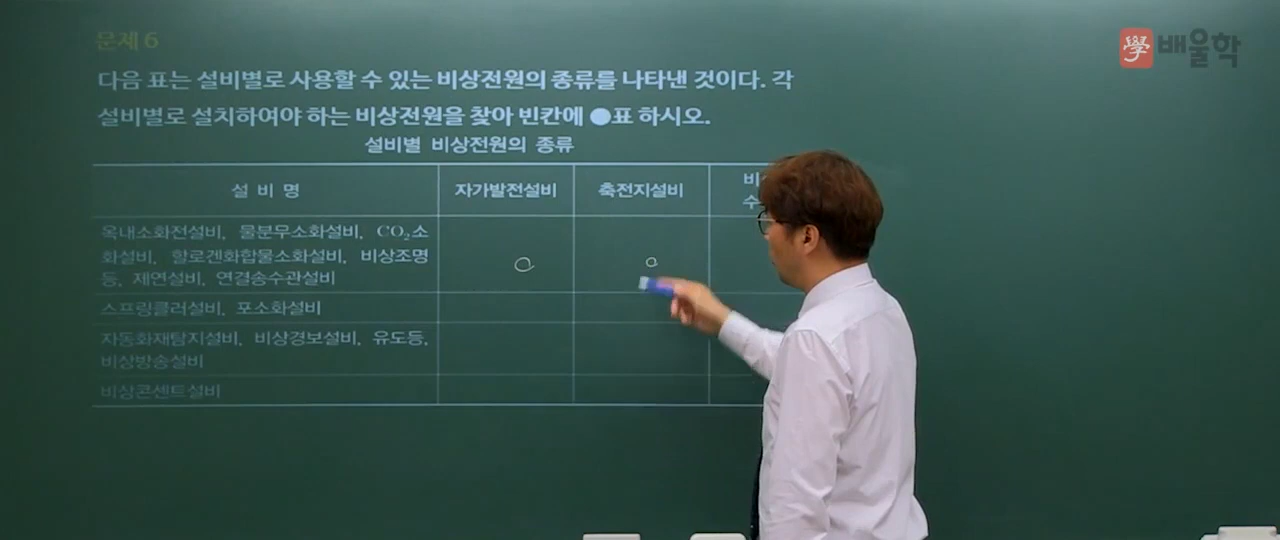 문제 6
學 배울학
다음 표는 설비별로 사용할 수 있는 비상전원의 종류를 나타낸 것이다. 각
설비별로 설치하여야 하는 비상전원을 찾아 빈칸에 ●표 하시오.
설비별 비상전원의 종류
설 비 명 자가발전설비 축전지설비
옥내소화전설비, 물분무소화설비, CO₂소
화설비, 할로겐화합물소화설비, 비상조명
등, 제연설비, 연결송수관설비
스프링클러설비, 포소화설비
자동화재탐지설비, 비상경보설비, 유도등,
비상방송설비
비상콘센트설비